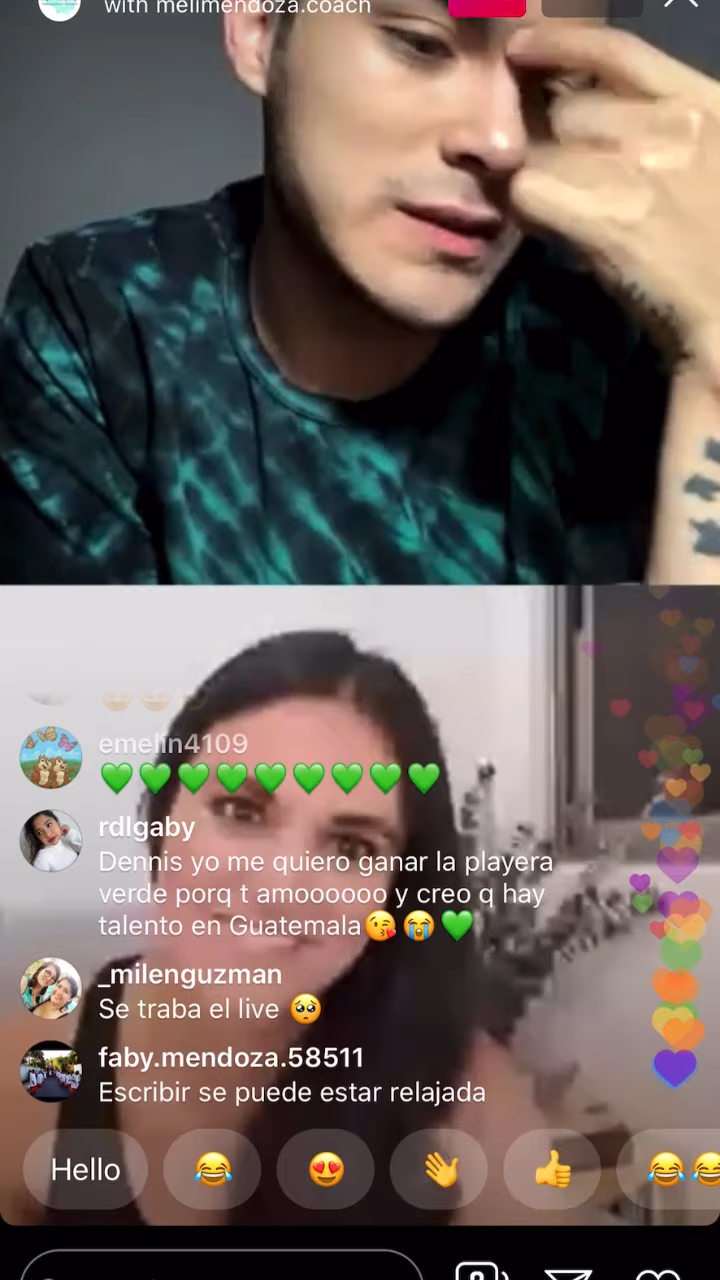 with melimendoza.coach
emelin4109
💚💚💚💚💚💚💚💚💚
rdlgaby
Dennis yo me quiero ganar la playera
verde porq t amoooooo y creo q hay
talento en Guatemala😘😭💚
_milenguzman
Se traba el live 🥺
faby.mendoza.58511
Escribir se puede estar relajada
Hello 😂 😍 👋 👍 😂😂